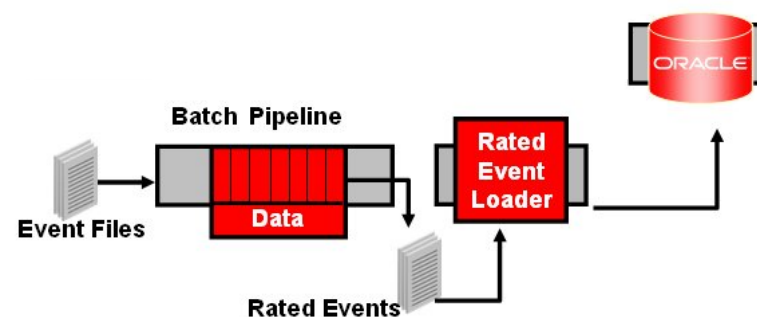 ORACLE
Batch Pipeline
Rated
Event
Loader
Event Files
Data
Rated Events